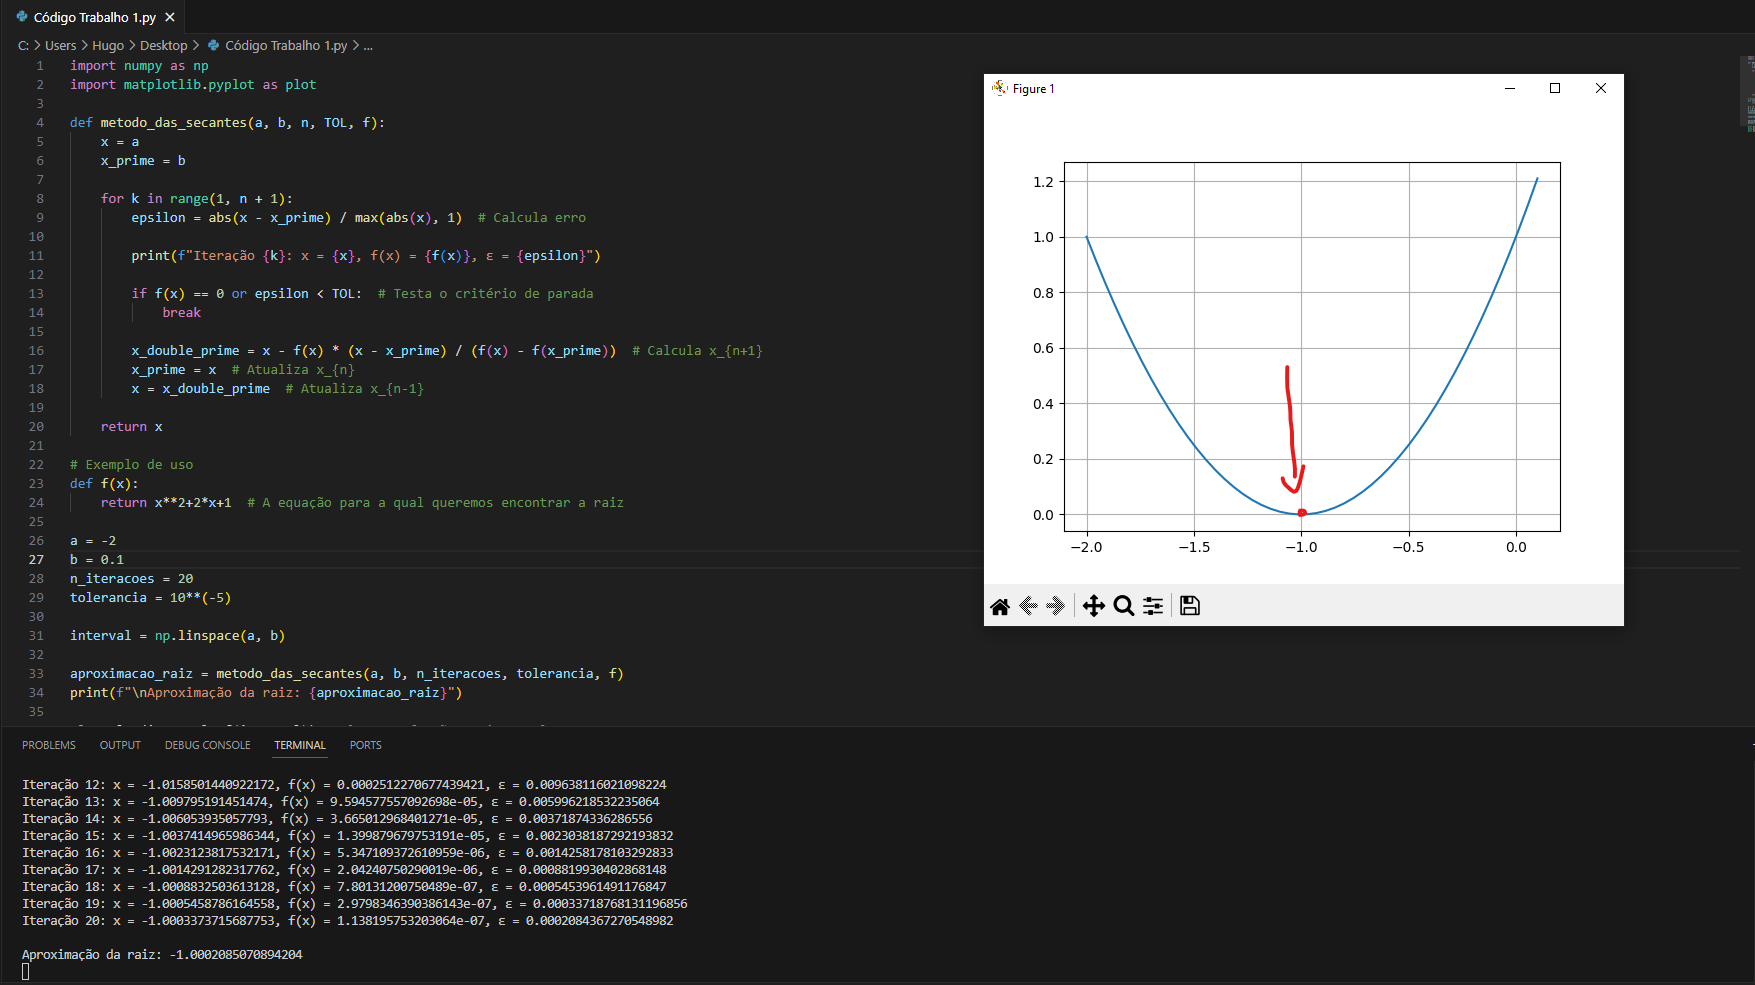 Código Trabalho 1.py
C: > Users > Hugo > Desktop > Código Trabalho 1.py > ...
1 import numpy as np
2 import matplotlib.pyplot as plot
3
4 def metodo_das_secantes(a, b, n, TOL, f):
5 x = a
6 x_prime = b
7
8 for k in range(1, n + 1):
9 epsilon = abs(x - x_prime) / max(abs(x), 1)  # Calcula erro
10
11 print(f"Iteração {k}: x = {x}, f(x) = {f(x)}, ε = {epsilon}")
12
13 if f(x) == 0 or epsilon < TOL:  # Testa o critério de parada
14 break
15
16 x_double_prime = x - f(x) * (x - x_prime) / (f(x) - f(x_prime))  # Calcula x_{n+1}
17 x_prime = x  # Atualiza x_{n}
18 x = x_double_prime  # Atualiza x_{n-1}
19
20 return x
21
22 # Exemplo de uso
23 def f(x):
24 return x**2+2*x+1  # A equação para a qual queremos encontrar a raiz
25
26 a = -2
27 b = 0.1
28 n_iteracoes = 20
29 tolerancia = 10**(-5)
30
31 interval = np.linspace(a, b)
32
33 aproximacao_raiz = metodo_das_secantes(a, b, n_iteracoes, tolerancia, f)
34 print(f"\nAproximação da raiz: {aproximacao_raiz}")
35
Figure 1
1.2
1.0
0.8
0.6
0.4
0.2
0.0
−2.0 −1.5 −1.0 −0.5 0.0
PROBLEMS OUTPUT DEBUG CONSOLE TERMINAL PORTS
Iteração 12: x = -1.0158501440922172, f(x) = 0.0002512270677439421, ε = 0.009638116021098224
Iteração 13: x = -1.009795191451474, f(x) = 9.594577557092698e-05, ε = 0.005996218532235064
Iteração 14: x = -1.006053935057793, f(x) = 3.665012968401271e-05, ε = 0.00371874336286556
Iteração 15: x = -1.0037414965986344, f(x) = 1.399879679753191e-05, ε = 0.0023038187292193832
Iteração 16: x = -1.0023123817532171, f(x) = 5.347109372610959e-06, ε = 0.0014258178103292833
Iteração 17: x = -1.0014291282317762, f(x) = 2.04240750290019e-06, ε = 0.0008819930402868148
Iteração 18: x = -1.0008832503613128, f(x) = 7.80131200750489e-07, ε = 0.0005453961491176847
Iteração 19: x = -1.0005458786164558, f(x) = 2.9798346390386143e-07, ε = 0.00033718768131196856
Iteração 20: x = -1.0003373715687753, f(x) = 1.138195753203064e-07, ε = 0.0002084367270548982
Aproximação da raiz: -1.0002085070894204